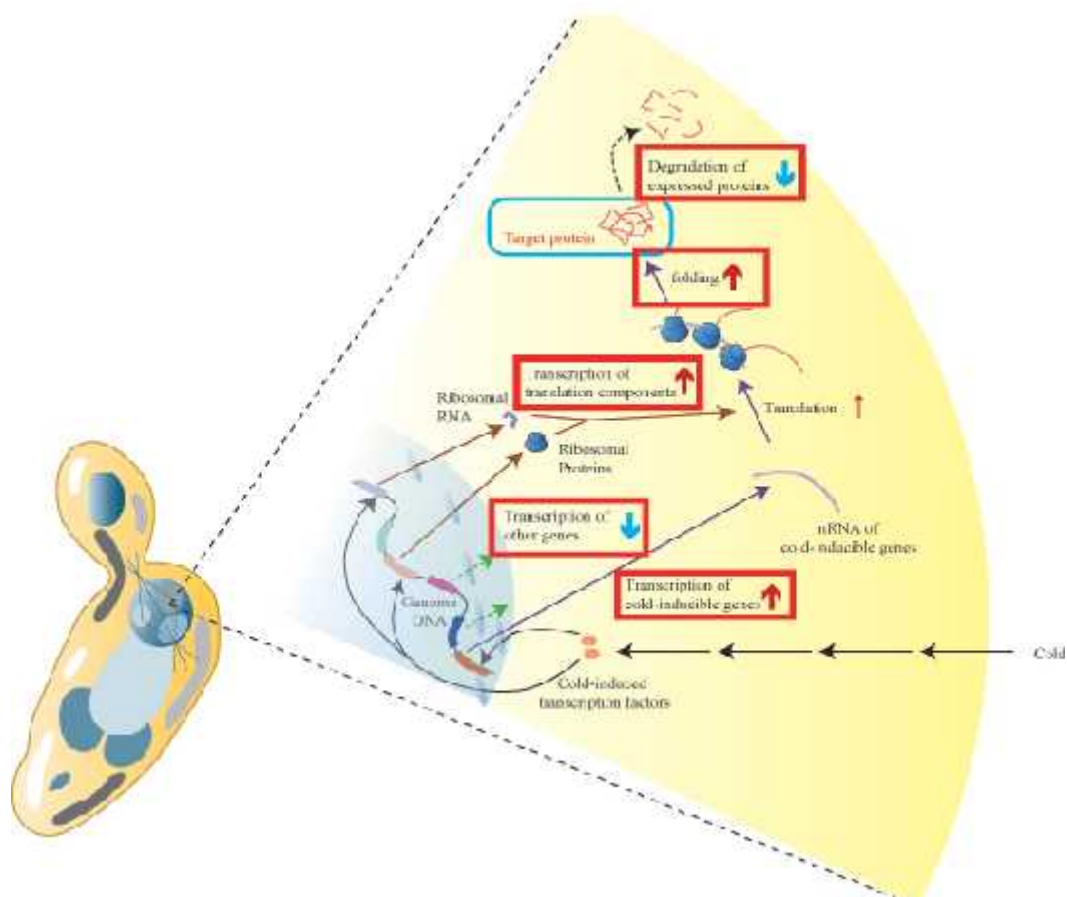 Degradation of
expressed proteins
Target protein
folding
Transcription of
translation components
Ribosomal
RNA
Translation
Ribosomal
Proteins
Transcription of
other genes
mRNA of
cold-inducible genes
Transcription of
cold-inducible genes
Genome
DNA
Cold
Cold-induced
transcription factors